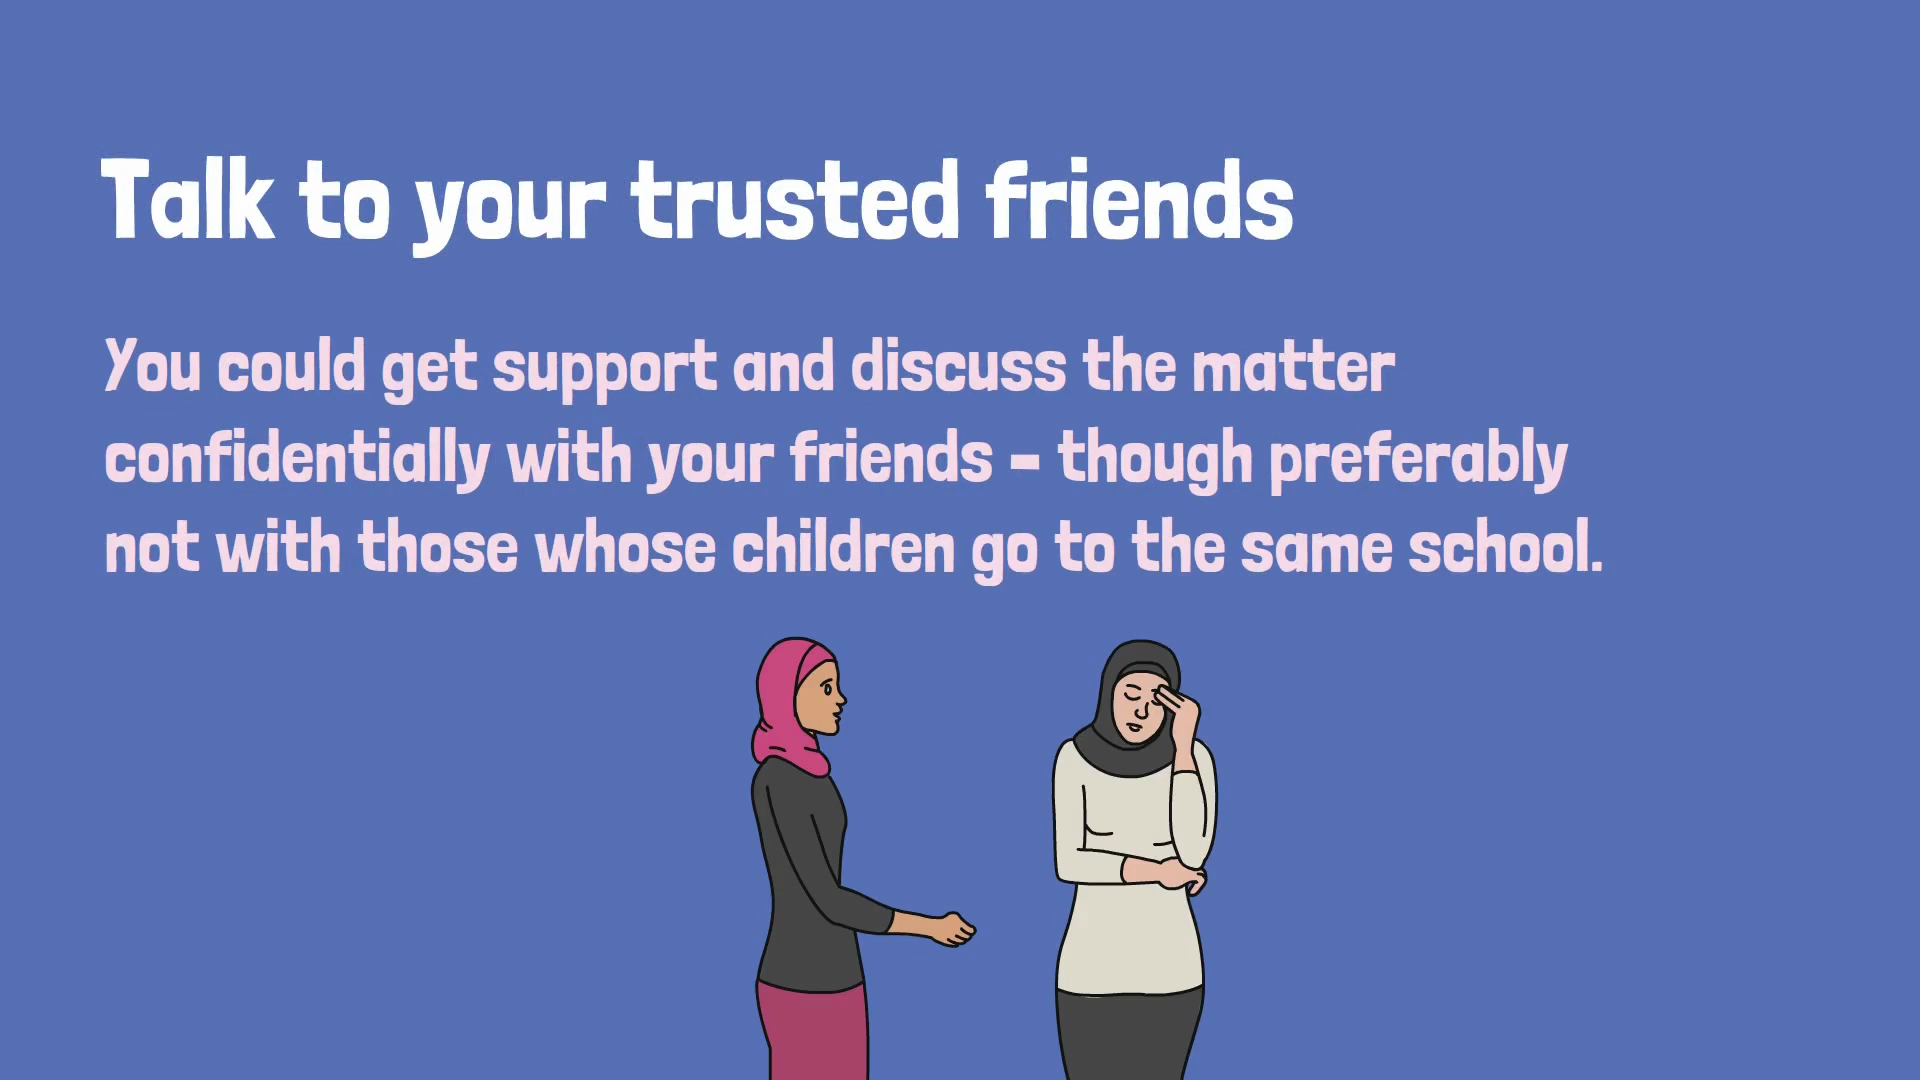 Talk to your trusted friends
You could get support and discuss the matter
confidentially with your friends - though preferably
not with those whose children go to the same school.